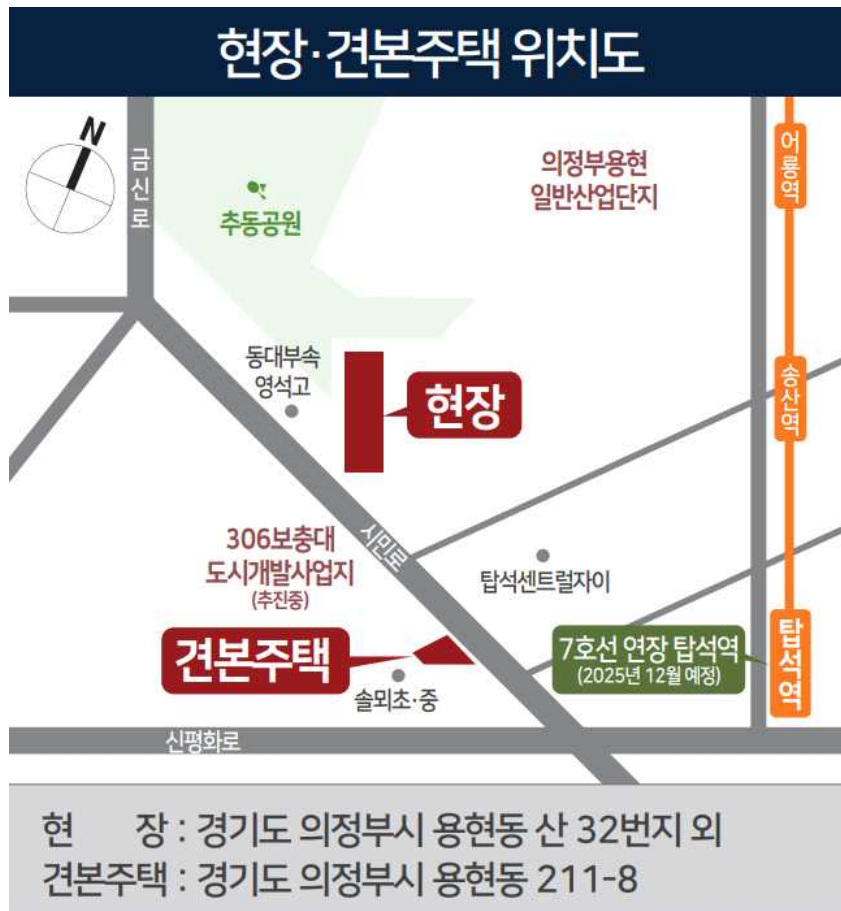 현장·견본주택 위치도
N
금신로
추동공원
의정부용현
일반산업단지
어룡역
동대부속
영석고
현장
송산역
시민로
306보충대
도시개발사업지
(추진중)
탑석센트럴자이
견본주택
솔뫼초·중
7호선 연장 탑석역
(2025년 12월 예정)
탑석역
신평화로
현 장 : 경기도 의정부시 용현동 산 32번지 외
견본주택 : 경기도 의정부시 용현동 211-8